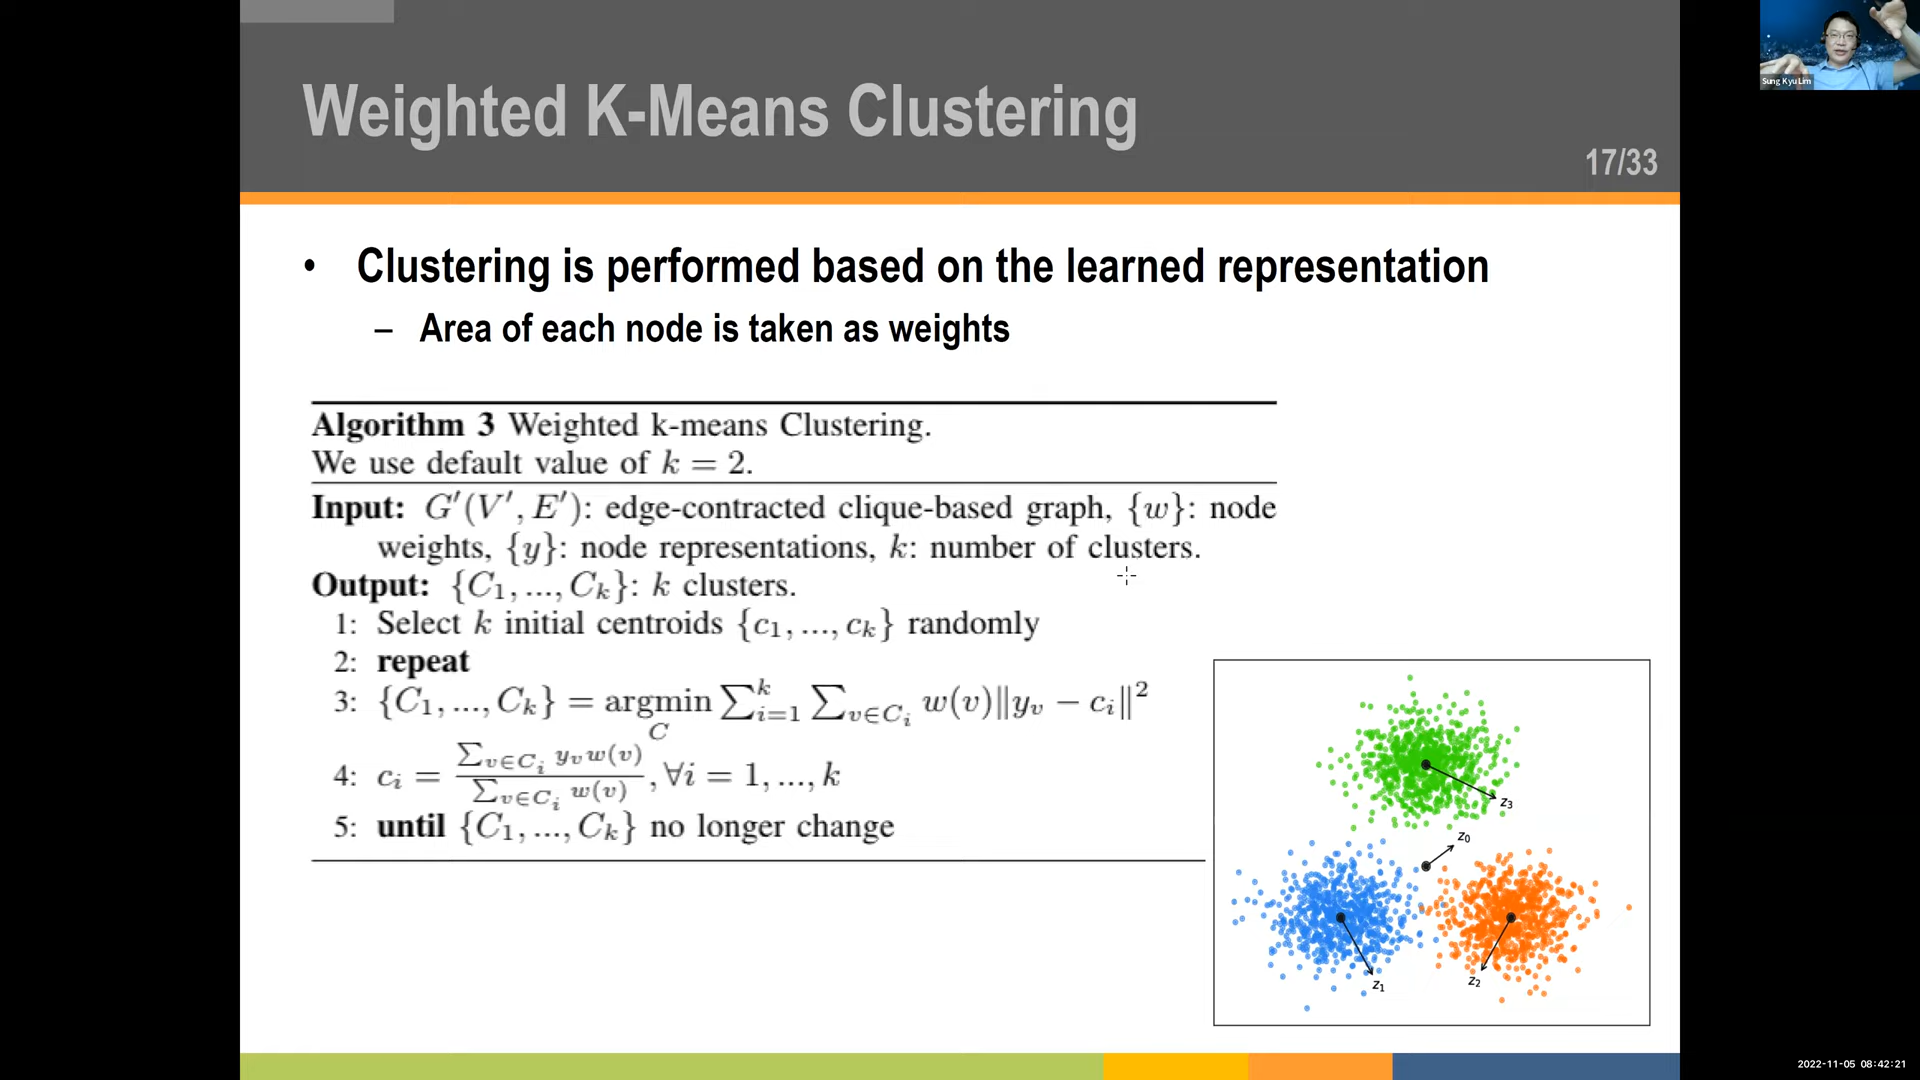 Weighted K-Means Clustering
17/33
Sung Kyu Lim
• Clustering is performed based on the learned representation
– Area of each node is taken as weights
Algorithm 3 Weighted k-means Clustering.
We use default value of k = 2.
Input: G′(V′, E′): edge-contracted clique-based graph, {w}: node
weights, {y}: node representations, k: number of clusters.
Output: {C₁, ..., Cₖ}: k clusters.
1: Select k initial centroids {c₁, ..., cₖ} randomly
2: repeat
3: {C₁, ..., Cₖ} = argmin_C ∑ᵢ₌₁ᵏ ∑_{v∈Cᵢ} w(v)‖yᵥ − cᵢ‖²
4: cᵢ = ∑_{v∈Cᵢ} yᵥw(v) / ∑_{v∈Cᵢ} w(v), ∀i = 1, ..., k
5: until {C₁, ..., Cₖ} no longer change
z₃
z₀
z₁
z₂
2022-11-05 08:42:21